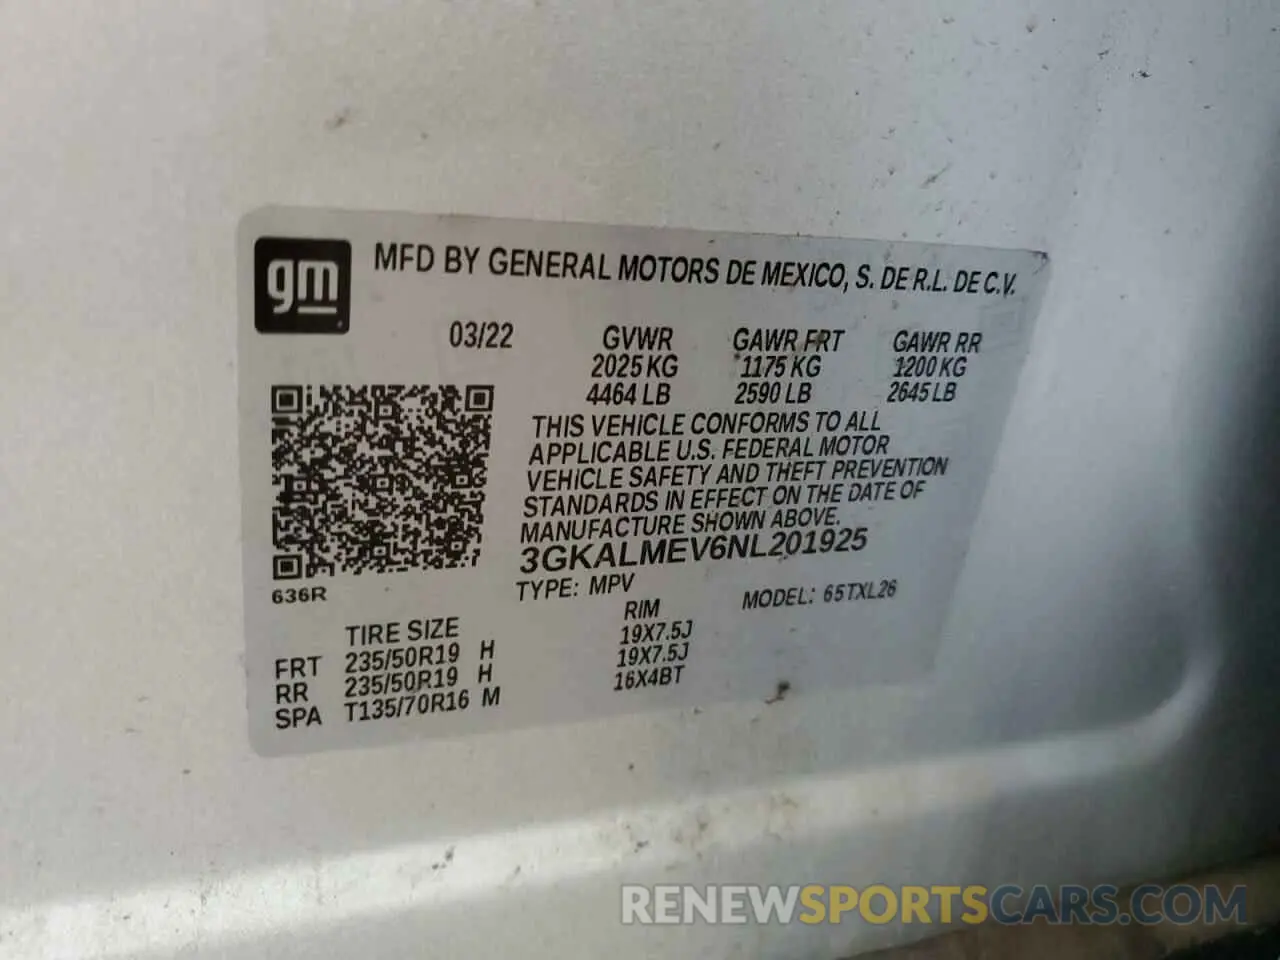 gm
MFD BY GENERAL MOTORS DE MEXICO, S. DE R.L. DE C.V.
03/22 GVWR GAWR FRT GAWR RR
2025 KG 1175 KG 1200 KG
4464 LB 2590 LB 2645 LB
THIS VEHICLE CONFORMS TO ALL
APPLICABLE U.S. FEDERAL MOTOR
VEHICLE SAFETY AND THEFT PREVENTION
STANDARDS IN EFFECT ON THE DATE OF
MANUFACTURE SHOWN ABOVE.
3GKALMEV6NL201925
636R TYPE: MPV MODEL: 65TXL26
TIRE SIZE RIM
FRT 235/50R19 H 19X7.5J
RR 235/50R19 H 19X7.5J
SPA T135/70R16 M 16X4BT
RENEWSPORTSCARS.COM